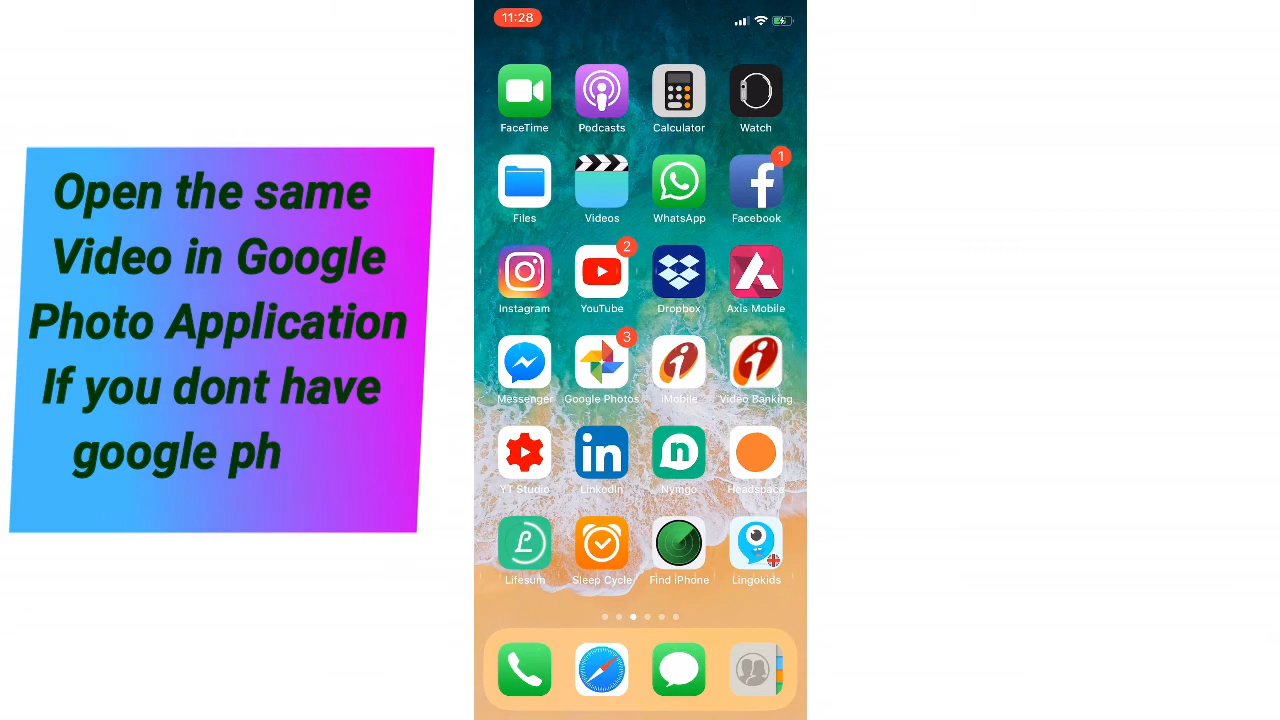 11:28
Open the same
Video in Google
Photo Application
If you dont have
google ph
FaceTime Podcasts Calculator Watch
1
Files Videos WhatsApp Facebook
2
Instagram YouTube Dropbox Axis Mobile
3
Messenger Google Photos iMobile Video Banking
YT Studio LinkedIn Nymgo Headspace
Lifesum Sleep Cycle Find iPhone Lingokids